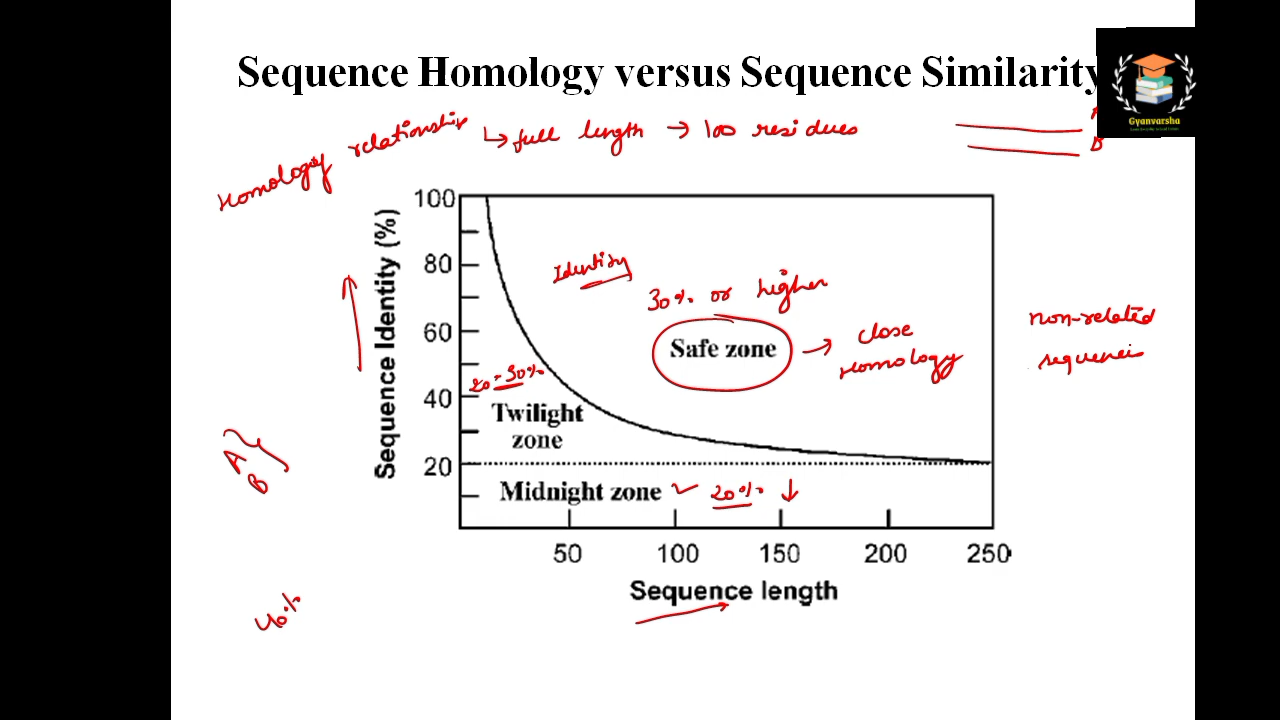 Sequence Homology versus Sequence Similarity
Gyanvarsha
Homology relationship ↳ full length → 100 residues
B
100
80
60
40
20
Sequence Identity (%)
Identity
30% or higher
Safe zone → close homology
non-related
sequences
20-30%
Twilight
zone
Midnight zone ✓ 20% ↓
A
B
50 100 150 200 250
Sequence length
40%